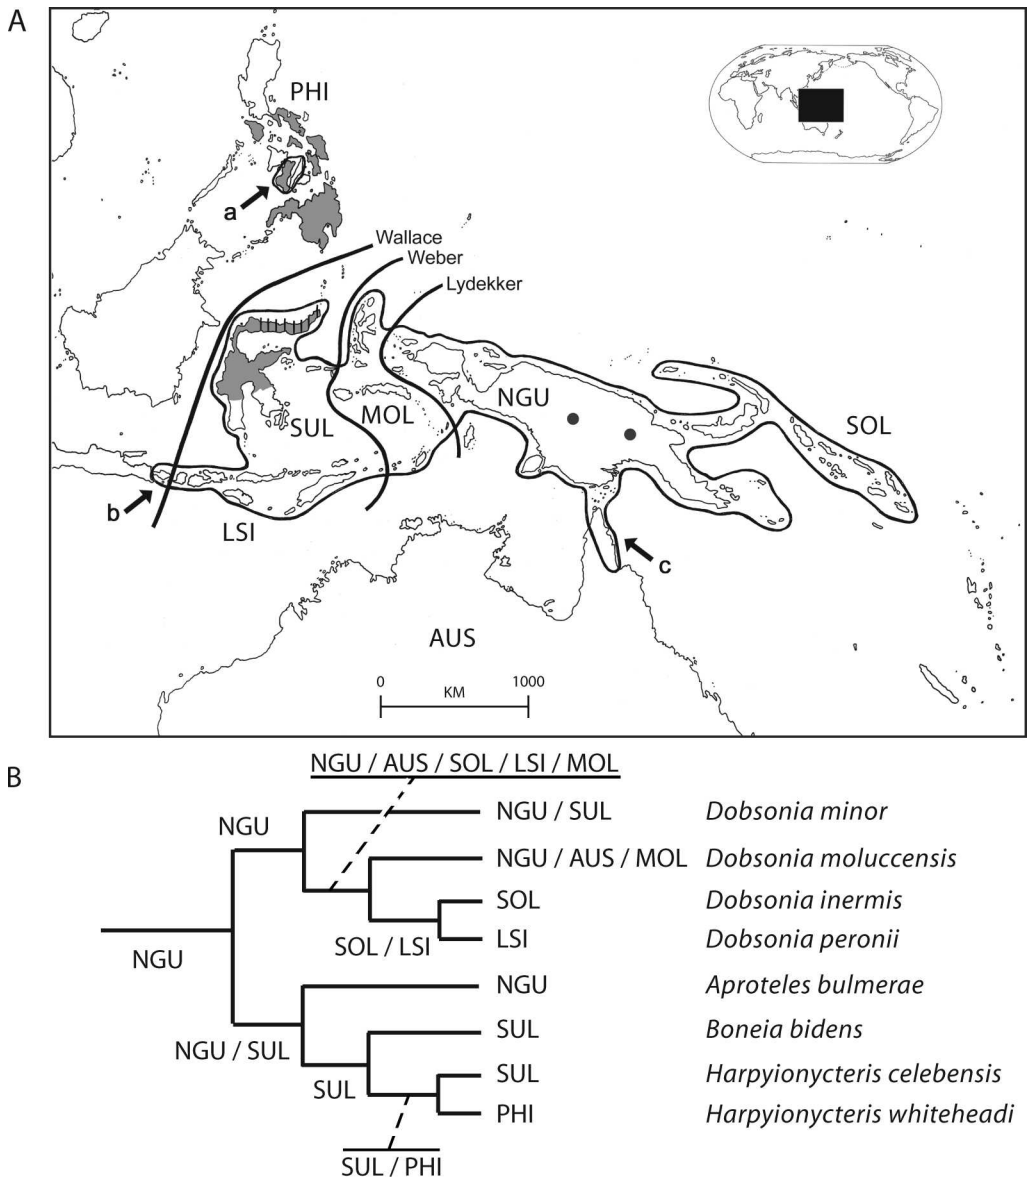 A
PHI
a
Wallace
Weber
Lydekker
NGU
MOL
SUL
SOL
b
LSI
c
AUS
0 1000
KM
B
NGU / AUS / SOL / LSI / MOL
NGU / SUL Dobsonia minor
NGU
NGU / AUS / MOL Dobsonia moluccensis
SOL Dobsonia inermis
SOL / LSI
LSI Dobsonia peronii
NGU
NGU Aproteles bulmerae
SUL Boneia bidens
NGU / SUL
SUL Harpyionycteris celebensis
SUL
PHI Harpyionycteris whiteheadi
SUL / PHI